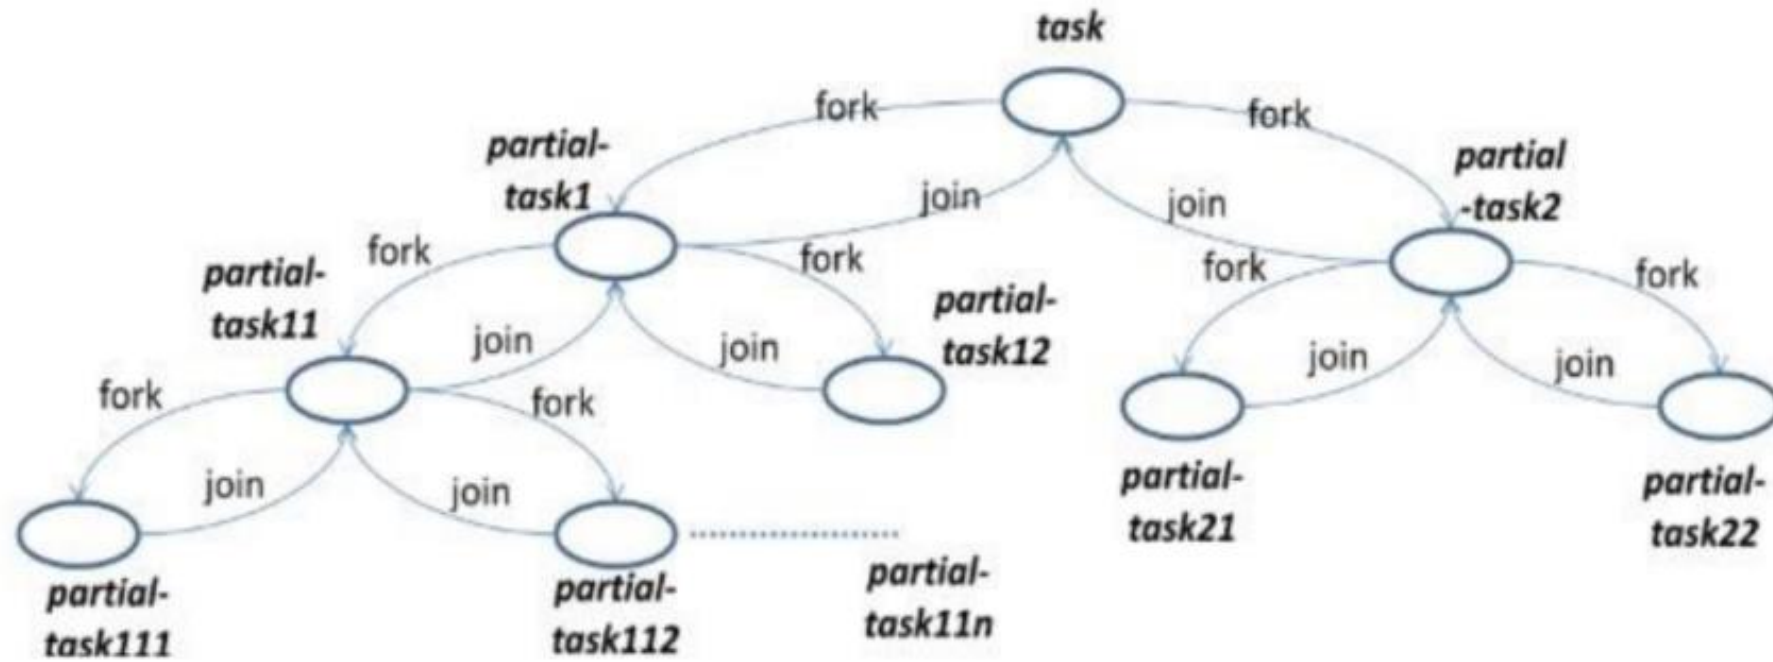 task
fork
fork
partial-
task1
partial
-task2
join
join
fork
fork
fork
fork
partial-
task11
partial-
task12
join
join
join
join
fork
fork
partial-
task21
partial-
task22
join
join
partial-
task111
partial-
task112
partial-
task11n